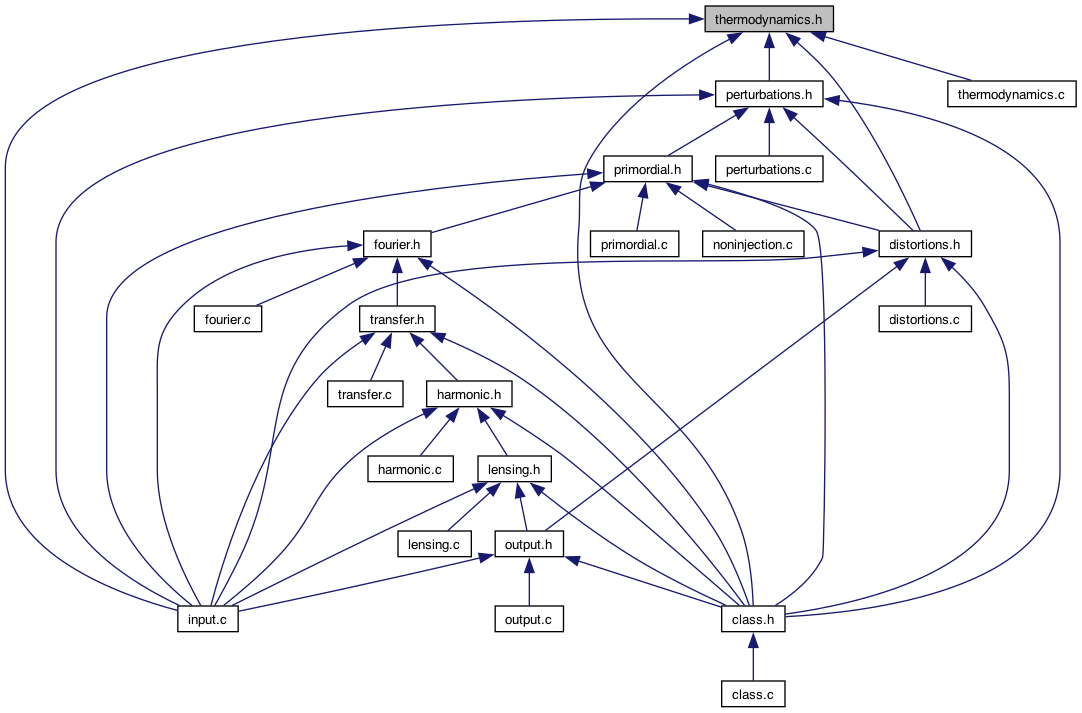 thermodynamics.h
perturbations.h
thermodynamics.c
primordial.h
perturbations.c
fourier.h
primordial.c
noninjection.c
distortions.h
fourier.c
transfer.h
distortions.c
transfer.c
harmonic.h
harmonic.c
lensing.h
lensing.c
output.h
input.c
output.c
class.h
class.c